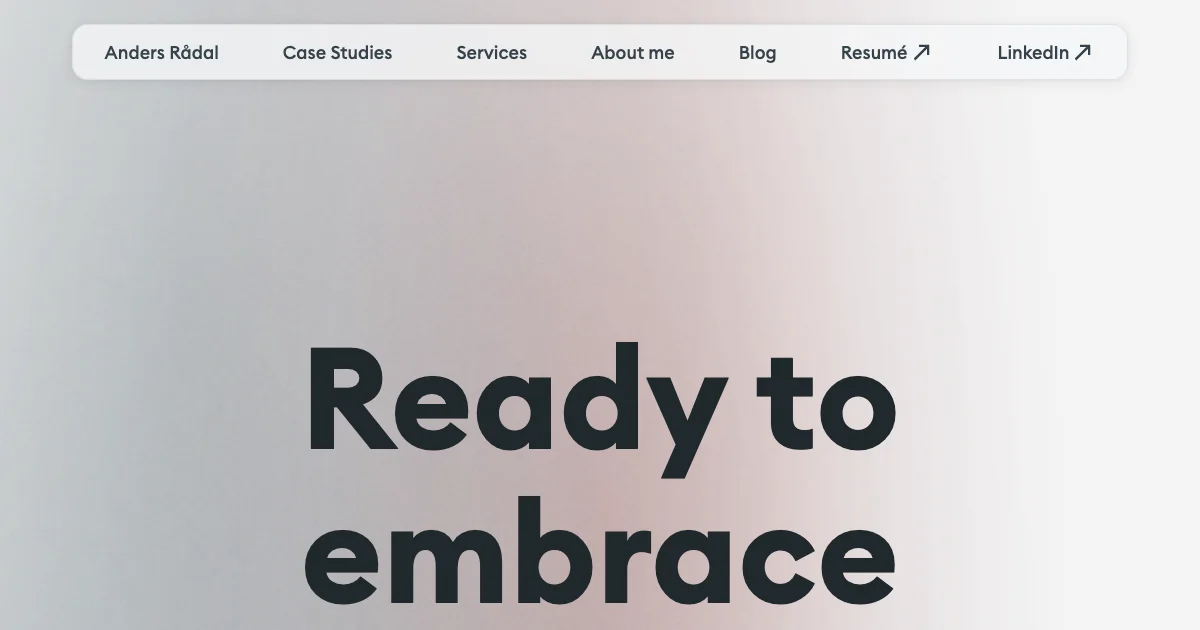 Anders Rådal Case Studies Services About me Blog Resumé ↗ LinkedIn ↗
Ready to
embrace